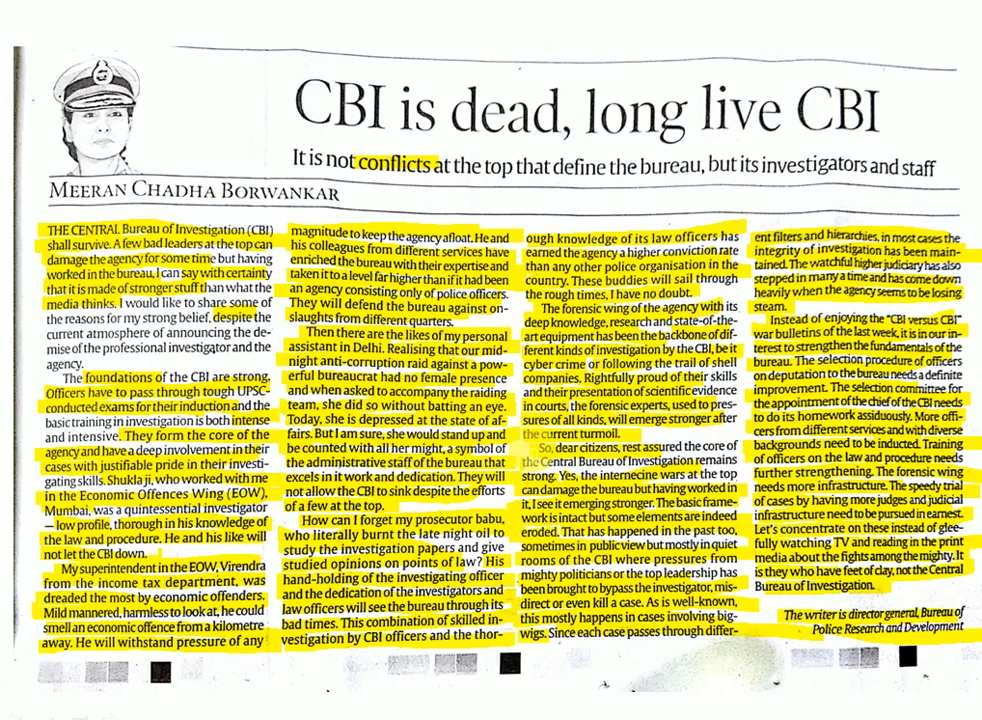 CBI is dead, long live CBI
It is not conflicts at the top that define the bureau, but its investigators and staff
MEERAN CHADHA BORWANKAR
THE CENTRAL Bureau of Investigation (CBI)
shall survive. A few bad leaders at the top can
damage the agency for some time but having
worked in the bureau, I can say with certainty
that it is made of stronger stuff than what the
media thinks. I would like to share some of
the reasons for my strong belief, despite the
current atmosphere of announcing the de-
mise of the professional investigator and the
agency.
The foundations of the CBI are strong.
Officers have to pass through tough UPSC-
conducted exams for their induction and the
basic training in investigation is both intense
and intensive. They form the core of the
agency and have a deep involvement in their
cases with justifiable pride in their investi-
gating skills. Shuklaji, who worked with me
in the Economic Offences Wing (EOW),
Mumbai, was a quintessential investigator
— low profile, thorough in his knowledge of
the law and procedure. He and his like will
not let the CBI down.
My superintendent in the EOW, Virendra
from the income tax department, was
dreaded the most by economic offenders.
Mild mannered, harmless to look at, he could
smell an economic offence from a kilometre
away. He will withstand pressure of any
magnitude to keep the agency afloat. He and
his colleagues from different services have
enriched the bureau with their expertise and
taken it to a level far higher than if it had been
an agency consisting only of police officers.
They will defend the bureau against on-
slaughts from different quarters.
Then there are the likes of my personal
assistant in Delhi. Realising that our mid-
night anti-corruption raid against a pow-
erful bureaucrat had no female presence
and when asked to accompany the raiding
team, she did so without batting an eye.
Today, she is depressed at the state of af-
fairs. But I am sure, she would stand up and
be counted with all her might, a symbol of
the administrative staff of the bureau that
excels in it work and dedication. They will
not allow the CBI to sink despite the efforts
of a few at the top.
How can I forget my prosecutor babu,
who literally burnt the late night oil to
study the investigation papers and give
studied opinions on points of law? His
hand-holding of the investigating officer
and the dedication of the investigators and
law officers will see the bureau through its
bad times. This combination of skilled in-
vestigation by CBI officers and the thor-
ough knowledge of its law officers has
earned the agency a higher conviction rate
than any other police organisation in the
country. These buddies will sail through
the rough times, I have no doubt.
The forensic wing of the agency with its
deep knowledge, research and state-of-the-
art equipment has been the backbone of dif-
ferent kinds of investigation by the CBI, be it
cyber crime or following the trail of shell
companies. Rightfully proud of their skills
and their presentation of scientific evidence
in courts, the forensic experts, used to pres-
sures of all kinds, will emerge stronger after
the current turmoil.
So, dear citizens, rest assured the core of
the Central Bureau of Investigation remains
strong. Yes, the internecine wars at the top
can damage the bureau but having worked in
it, I see it emerging stronger. The basic frame-
work is intact but some elements are indeed
eroded. That has happened in the past too,
sometimes in public view but mostly in quiet
rooms of the CBI where pressures from
mighty politicians or the top leadership has
been brought to bypass the investigator, mis-
direct or even kill a case. As is well-known,
this mostly happens in cases involving big-
wigs. Since each case passes through differ-
ent filters and hierarchies, in most cases the
integrity of investigation has been main-
tained. The watchful higher judiciary has also
stepped in many a time and has come down
heavily when the agency seems to be losing
steam.
Instead of enjoying the "CBI versus CBI"
war bulletins of the last week, it is in our in-
terest to strengthen the fundamentals of the
bureau. The selection procedure of officers
on deputation to the bureau needs a definite
improvement. The selection committee for
the appointment of the chief of the CBI needs
to do its homework assiduously. More offi-
cers from different services and with diverse
backgrounds need to be inducted. Training
of officers on the law and procedure needs
further strengthening. The forensic wing
needs more infrastructure. The speedy trial
of cases by having more judges and judicial
infrastructure need to be pursued in earnest.
Let's concentrate on these instead of glee-
fully watching TV and reading in the print
media about the fights among the mighty. It
is they who have feet of clay, not the Central
Bureau of Investigation.
The writer is director general, Bureau of
Police Research and Development